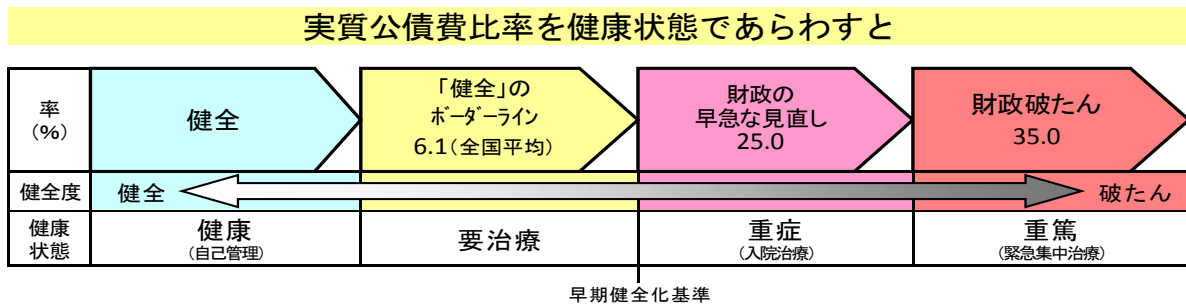 実質公債費比率を健康状態であらわすと
率
(%)
健全
「健全」の
ﾎﾞｰﾀﾞｰﾗｲﾝ
6.1(全国平均)
財政の
早急な見直し
25.0
財政破たん
35.0
健全度
健全
破たん
健康
状態
健康
(自己管理)
要治療
重症
(入院治療)
重篤
(緊急集中治療)
早期健全化基準